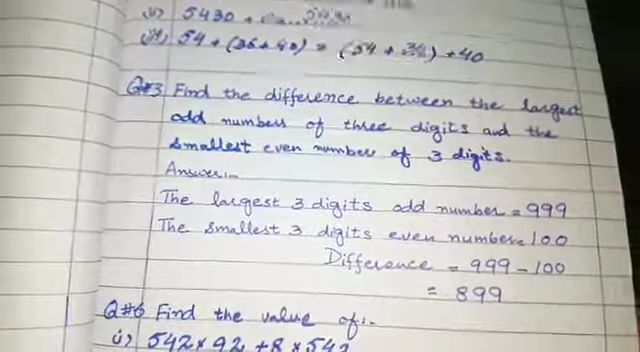 5430 +
54 + (36 + 40) = (54 + 36) + 40
Q#3 Find the difference between the largest
odd numbers of three digits and the
smallest even number of 3 digits.
Answer:-
The largest 3 digits odd number = 999
The smallest 3 digits even number = 100
Difference = 999 - 100
= 899
Q#6 Find the value of:-
i) 542 × 92 + 8 × 542